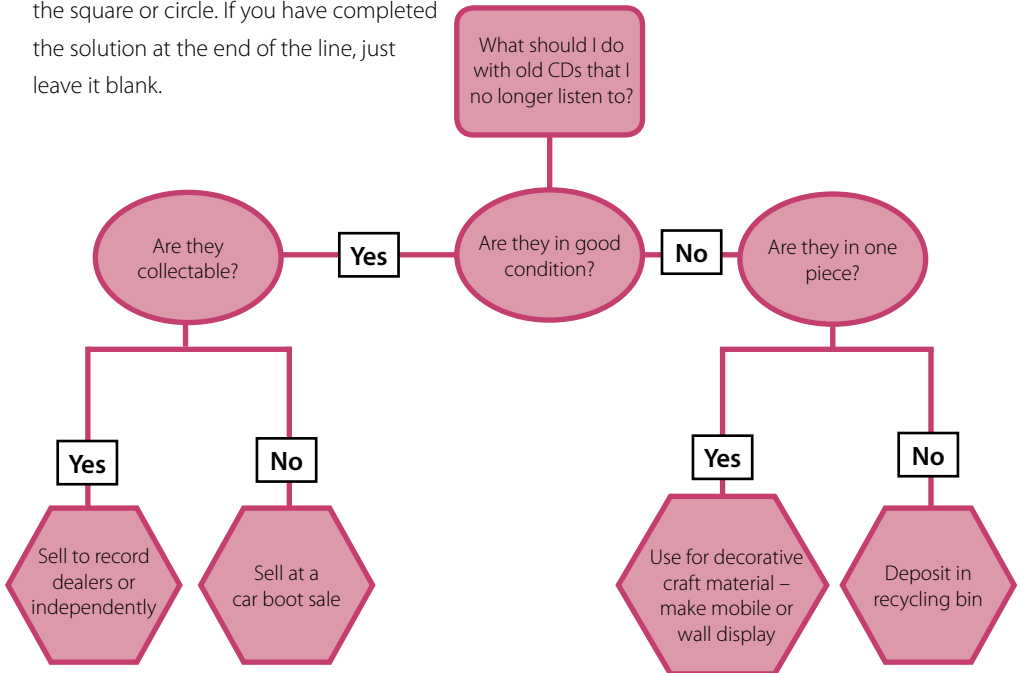 the square or circle. If you have completed
the solution at the end of the line, just
leave it blank.
What should I do
with old CDs that I
no longer listen to?
Are they
collectable?
Yes
Are they in good
condition?
No
Are they in one
piece?
Yes
No
Yes
No
Sell to record
dealers or
independently
Sell at a
car boot sale
Use for decorative
craft material –
make mobile or
wall display
Deposit in
recycling bin